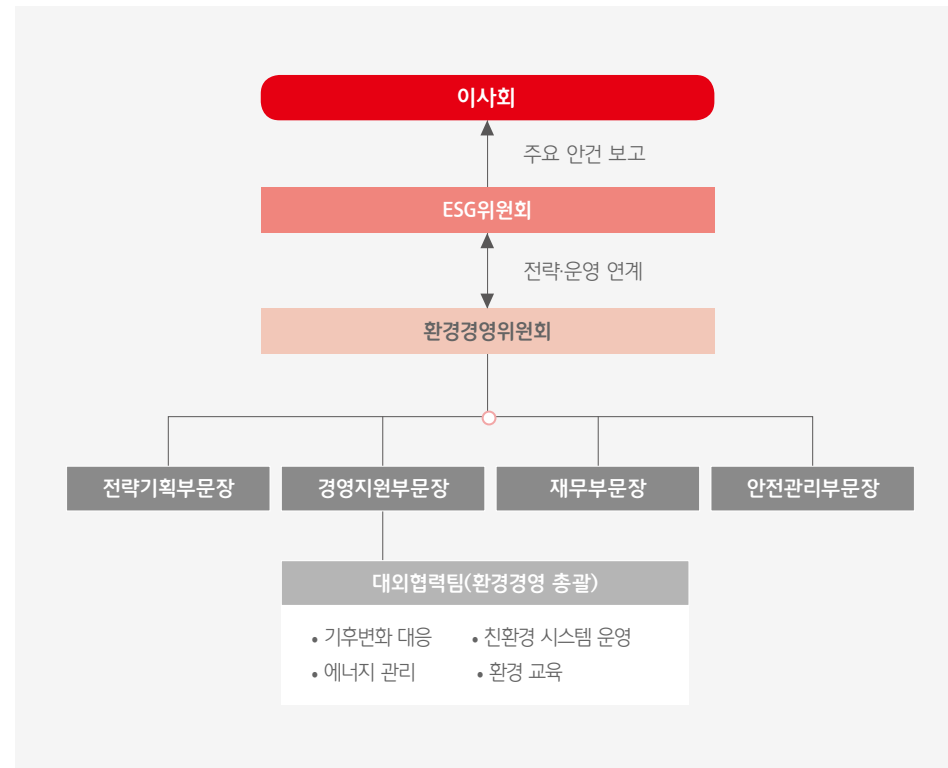 이사회
주요 안건 보고
ESG위원회
전략·운영 연계
환경경영위원회
전략기획부문장 경영지원부문장 재무부문장 안전관리부문장
대외협력팀(환경경영 총괄)
• 기후변화 대응 • 친환경 시스템 운영
• 에너지 관리 • 환경 교육